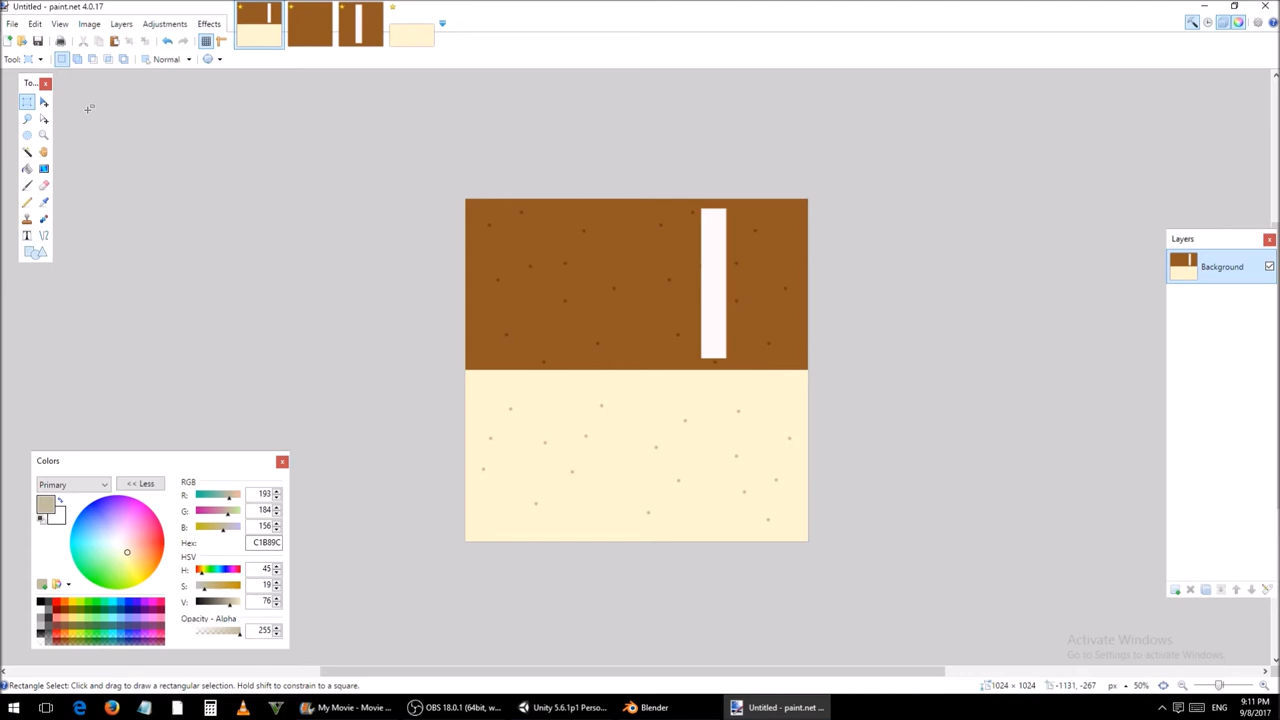 Untitled - paint.net 4.0.17
File Edit View Image Layers Adjustments Effects
Tool: Normal
To...
Layers
Background
Colors
Primary << Less
RGB
R: 193
G: 184
B: 156
Hex: C1B89C
HSV
H: 45
S: 19
V: 76
Opacity - Alpha
255
Activate Windows
Go to Settings to activate Windows.
Rectangle Select: Click and drag to draw a rectangular selection. Hold shift to constrain to a square. 1024 × 1024 -1131, -267 px 50%
My Movie - Movie ... OBS 18.0.1 (64bit, w... Unity 5.6.1p1 Perso... Blender Untitled - paint.net ... ENG 9:11 PM
9/8/2017